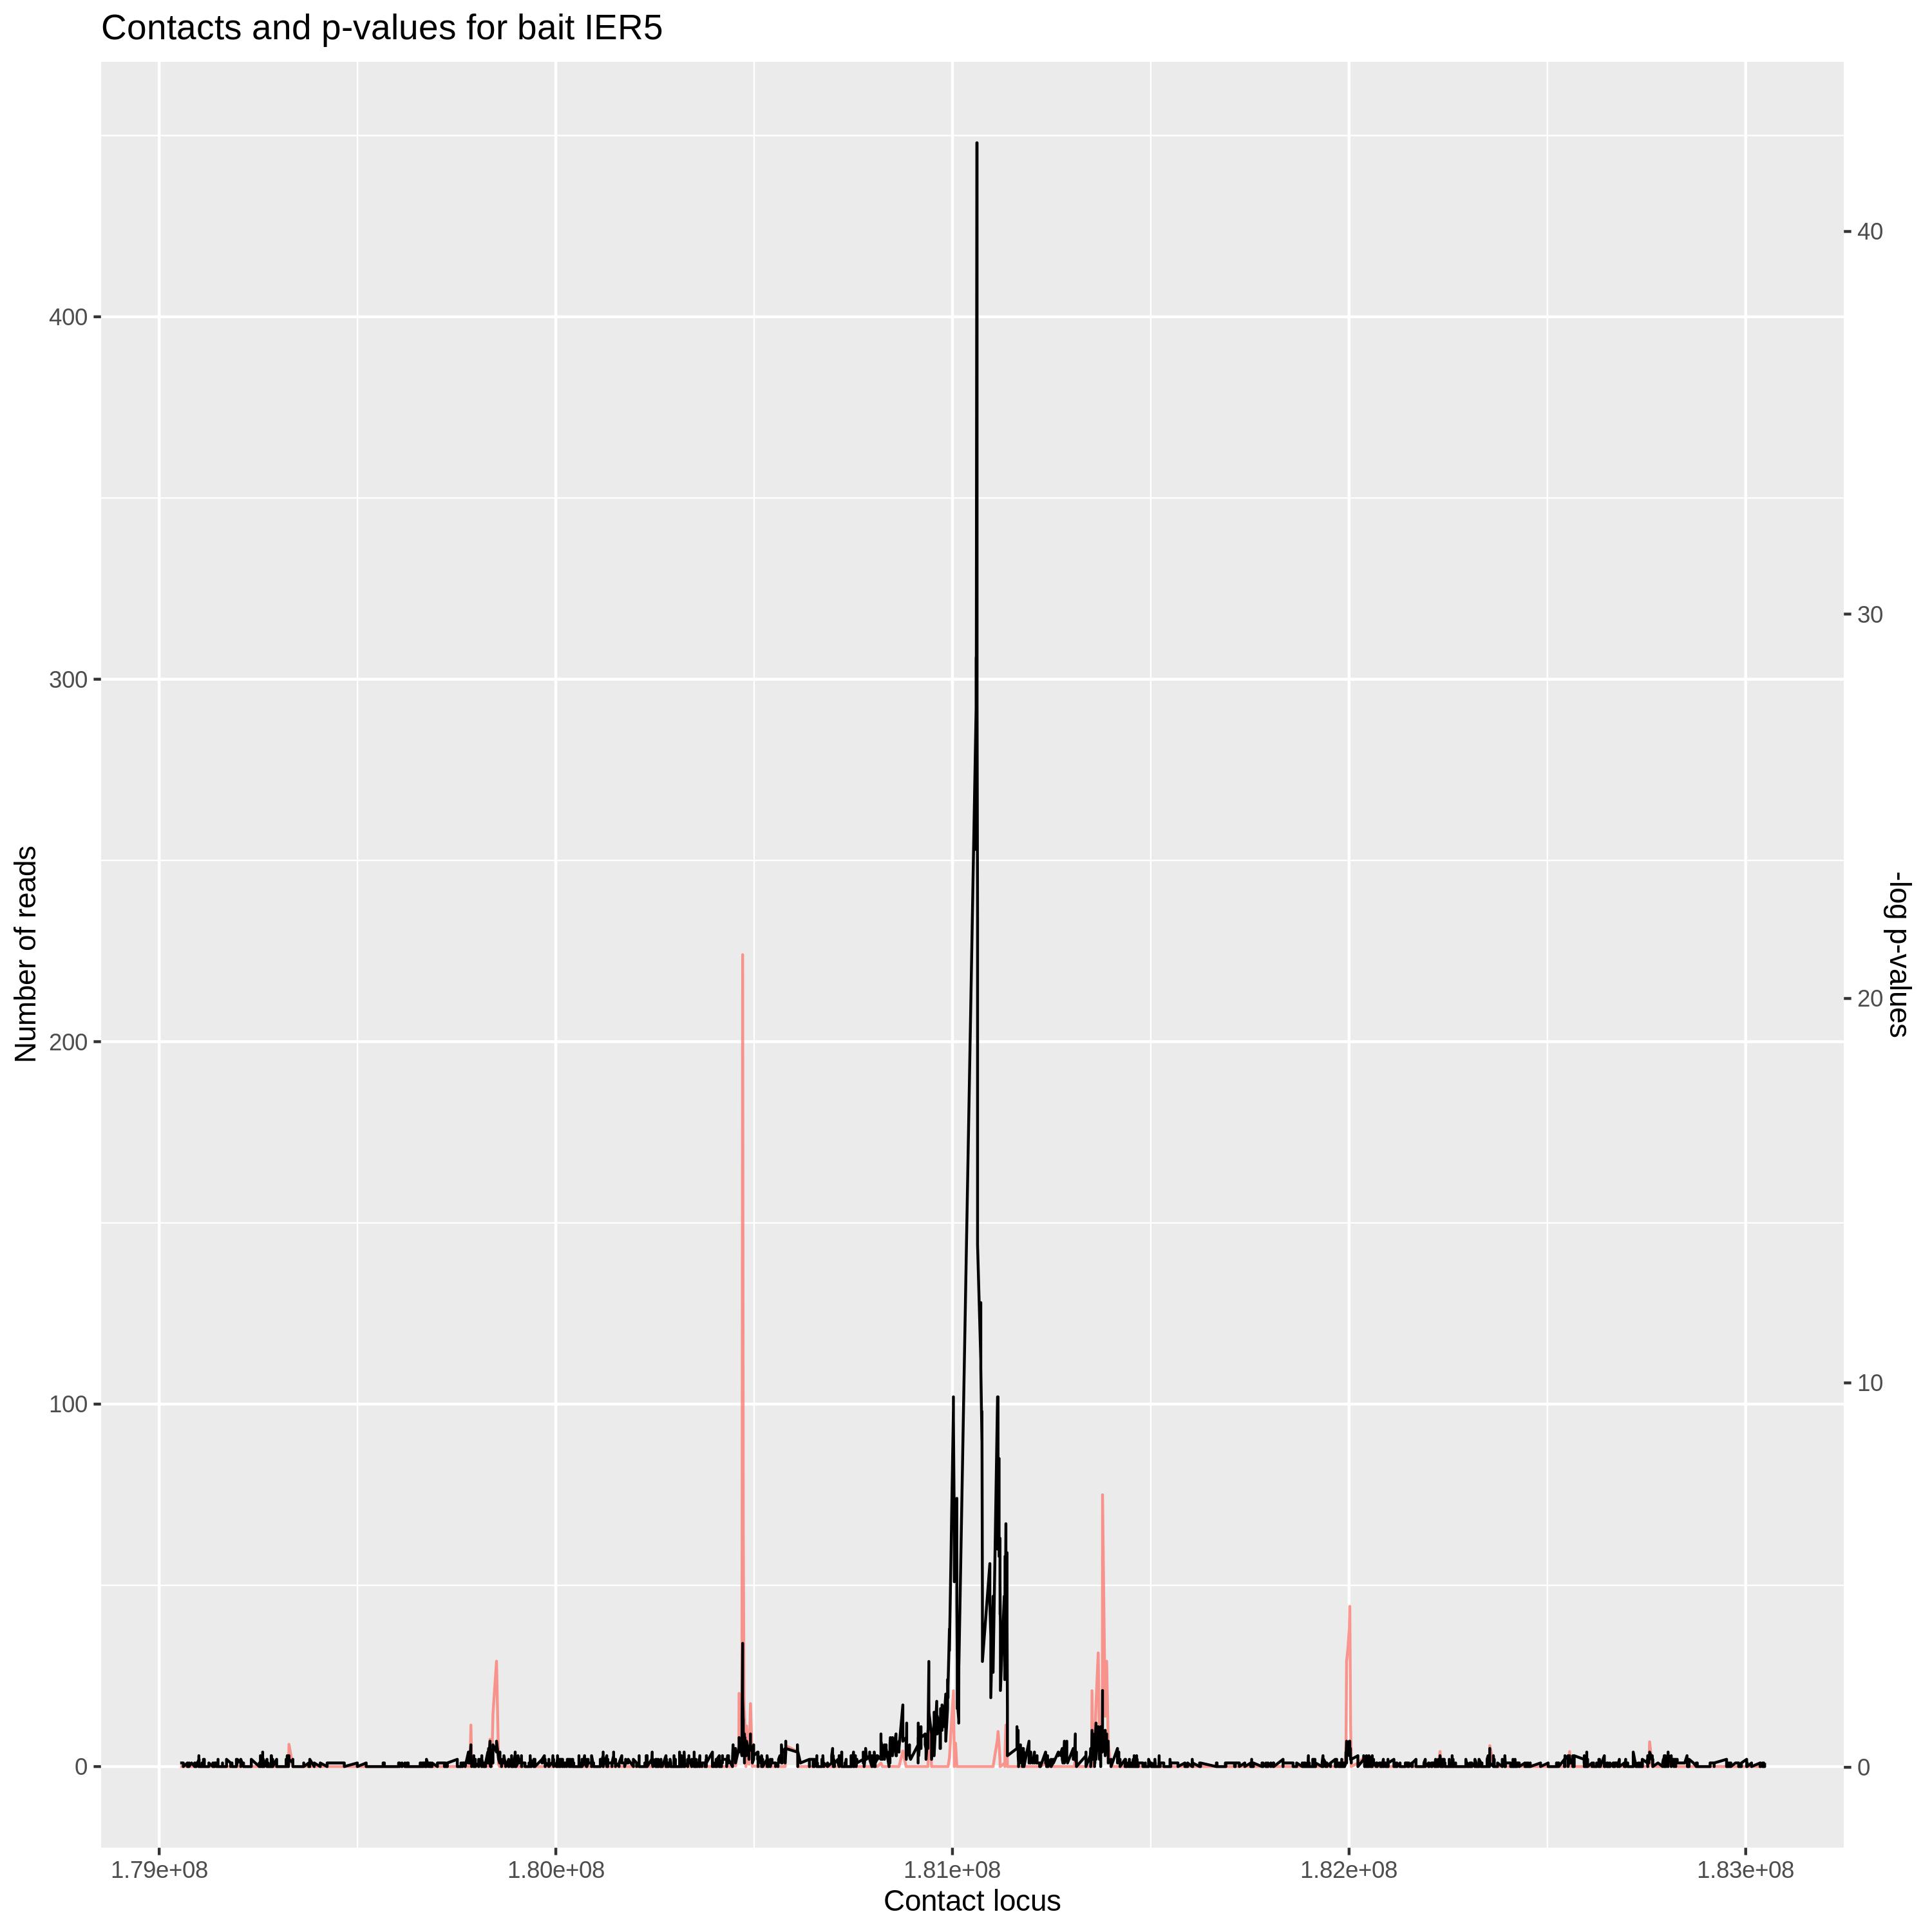 Contacts and p-values for bait IER5
Number of reads
400
300
200
100
0
40
30
20
10
0
-log p-values
1.79e+08
1.80e+08
1.81e+08
1.82e+08
1.83e+08
Contact locus